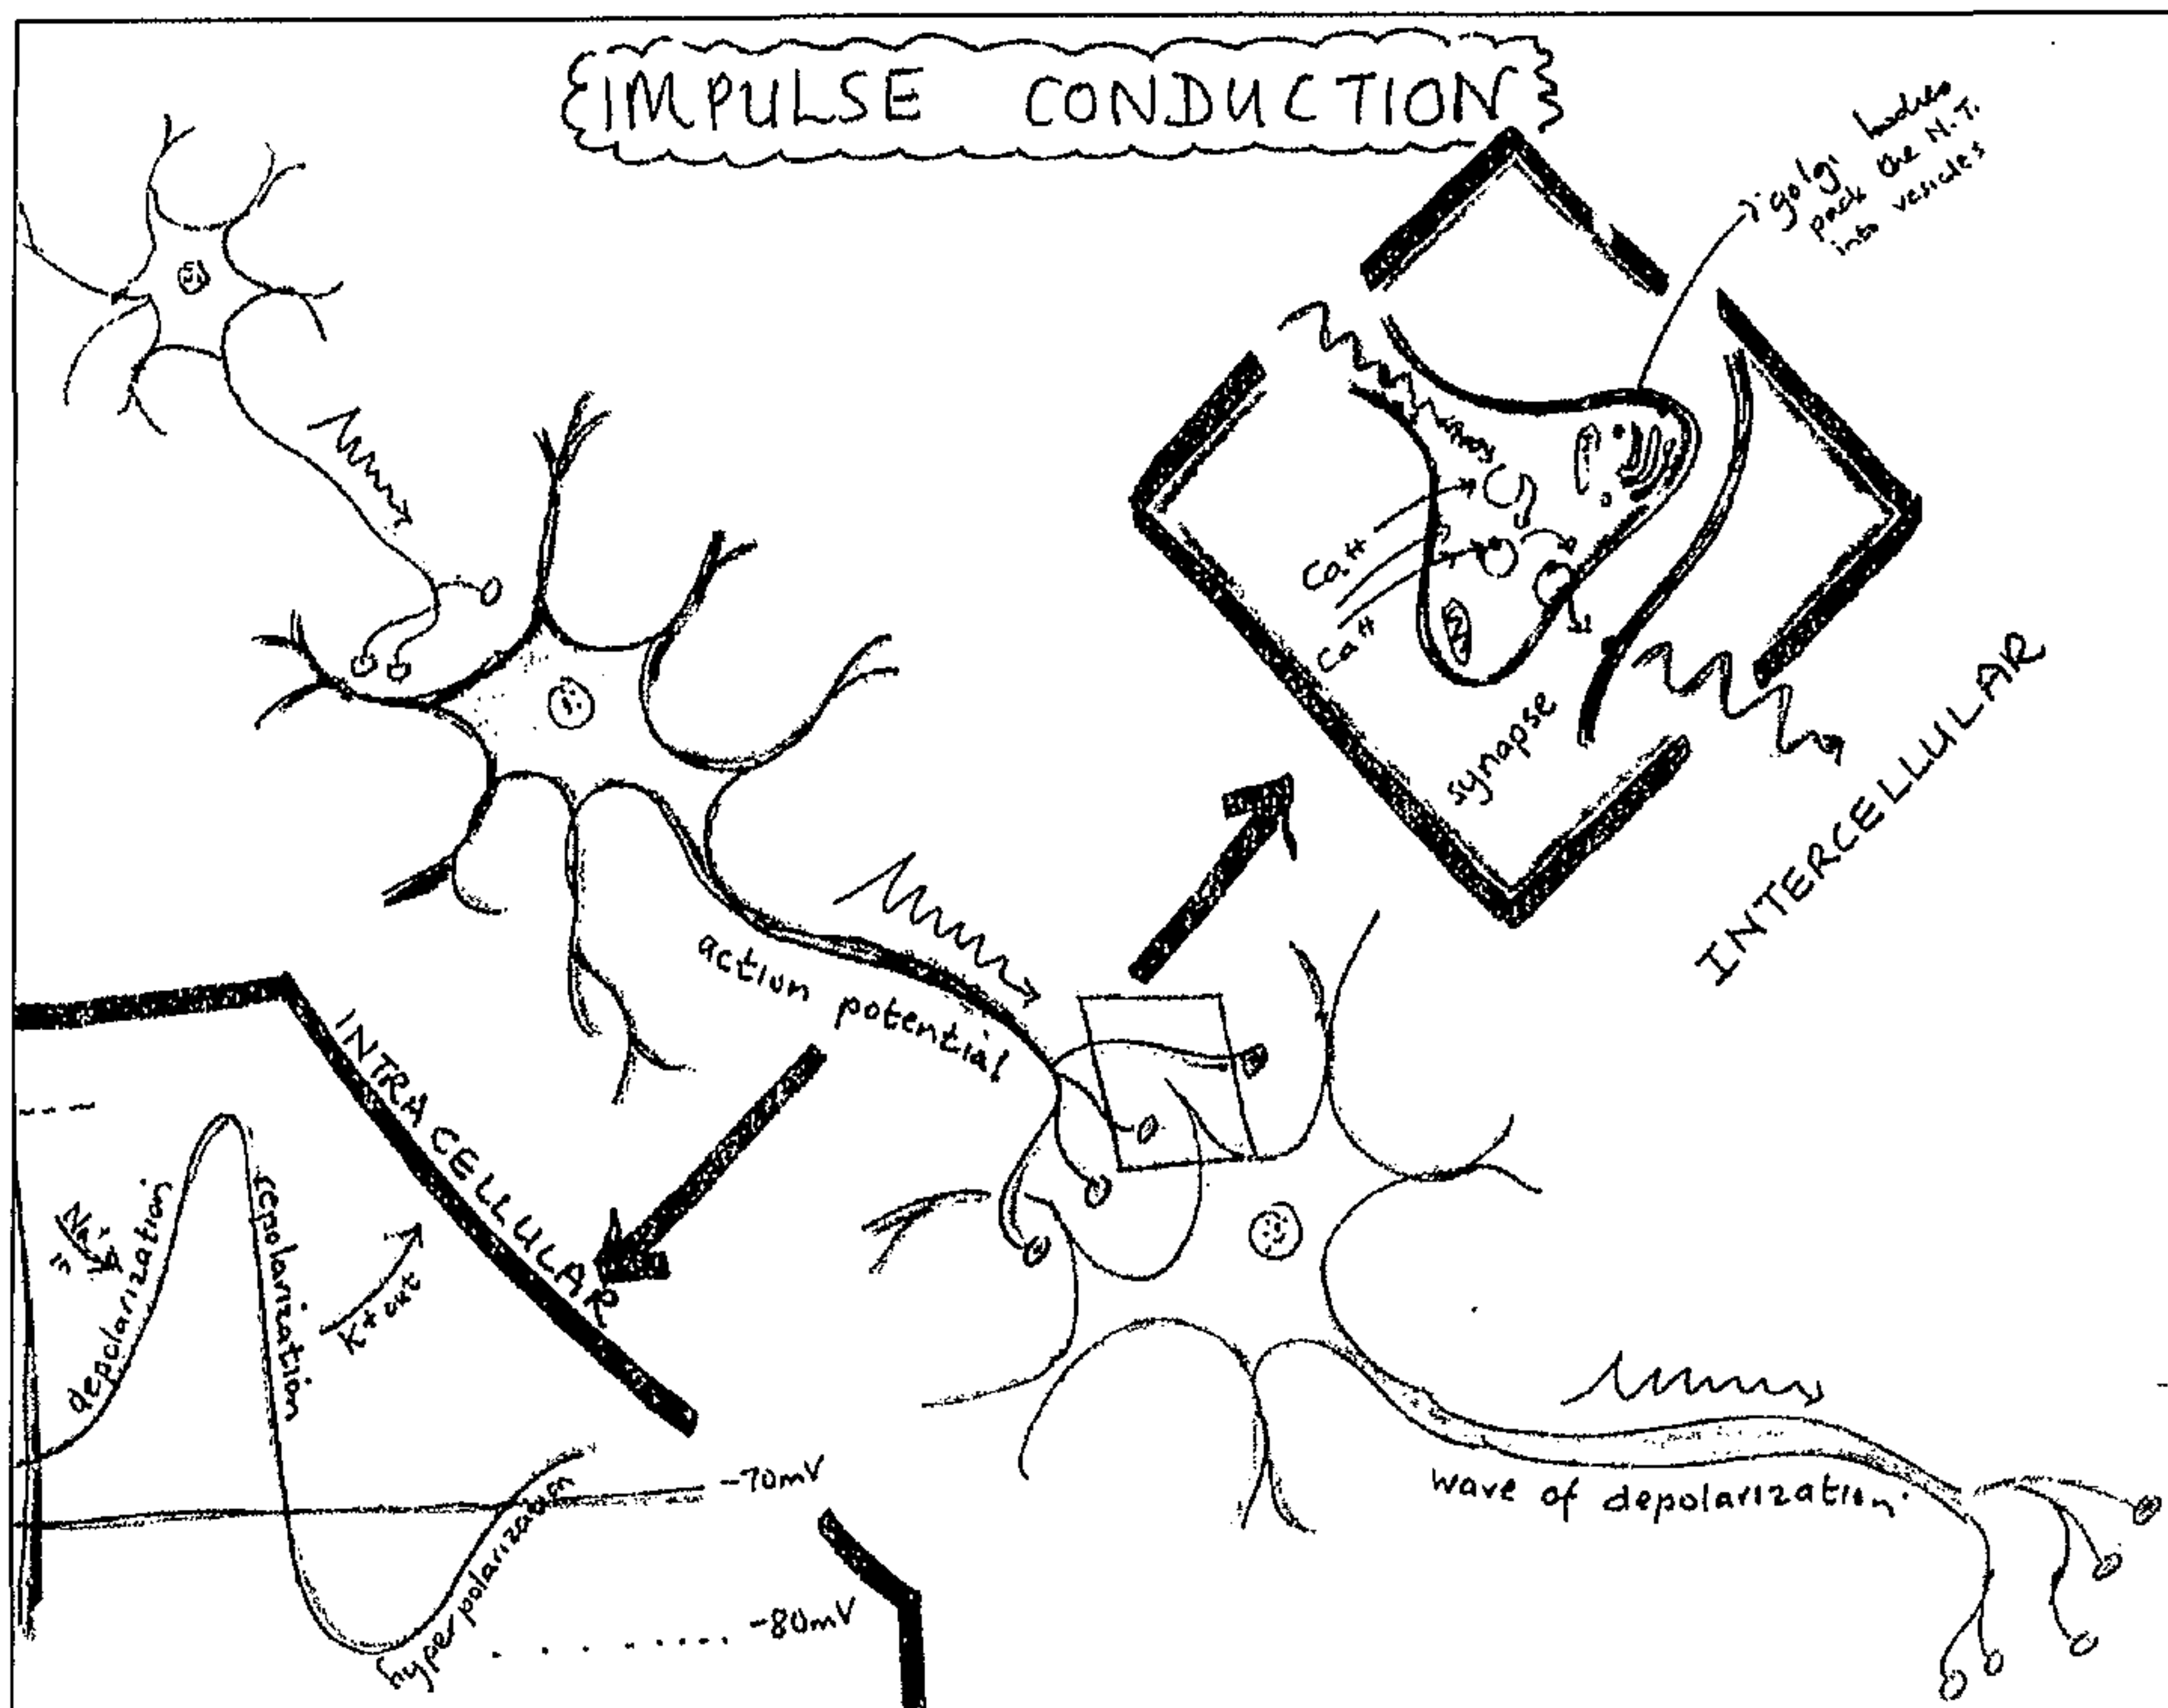 IMPULSE CONDUCTION
golgi bodies
pack the N.T.
into vesicles
Ca++
Ca++
synapse
INTERCELLULAR
action potential
INTRACELLULAR
depolarization
repolarization
K+ out
-70mV
hyperpolarization
-80mV
wave of depolarization